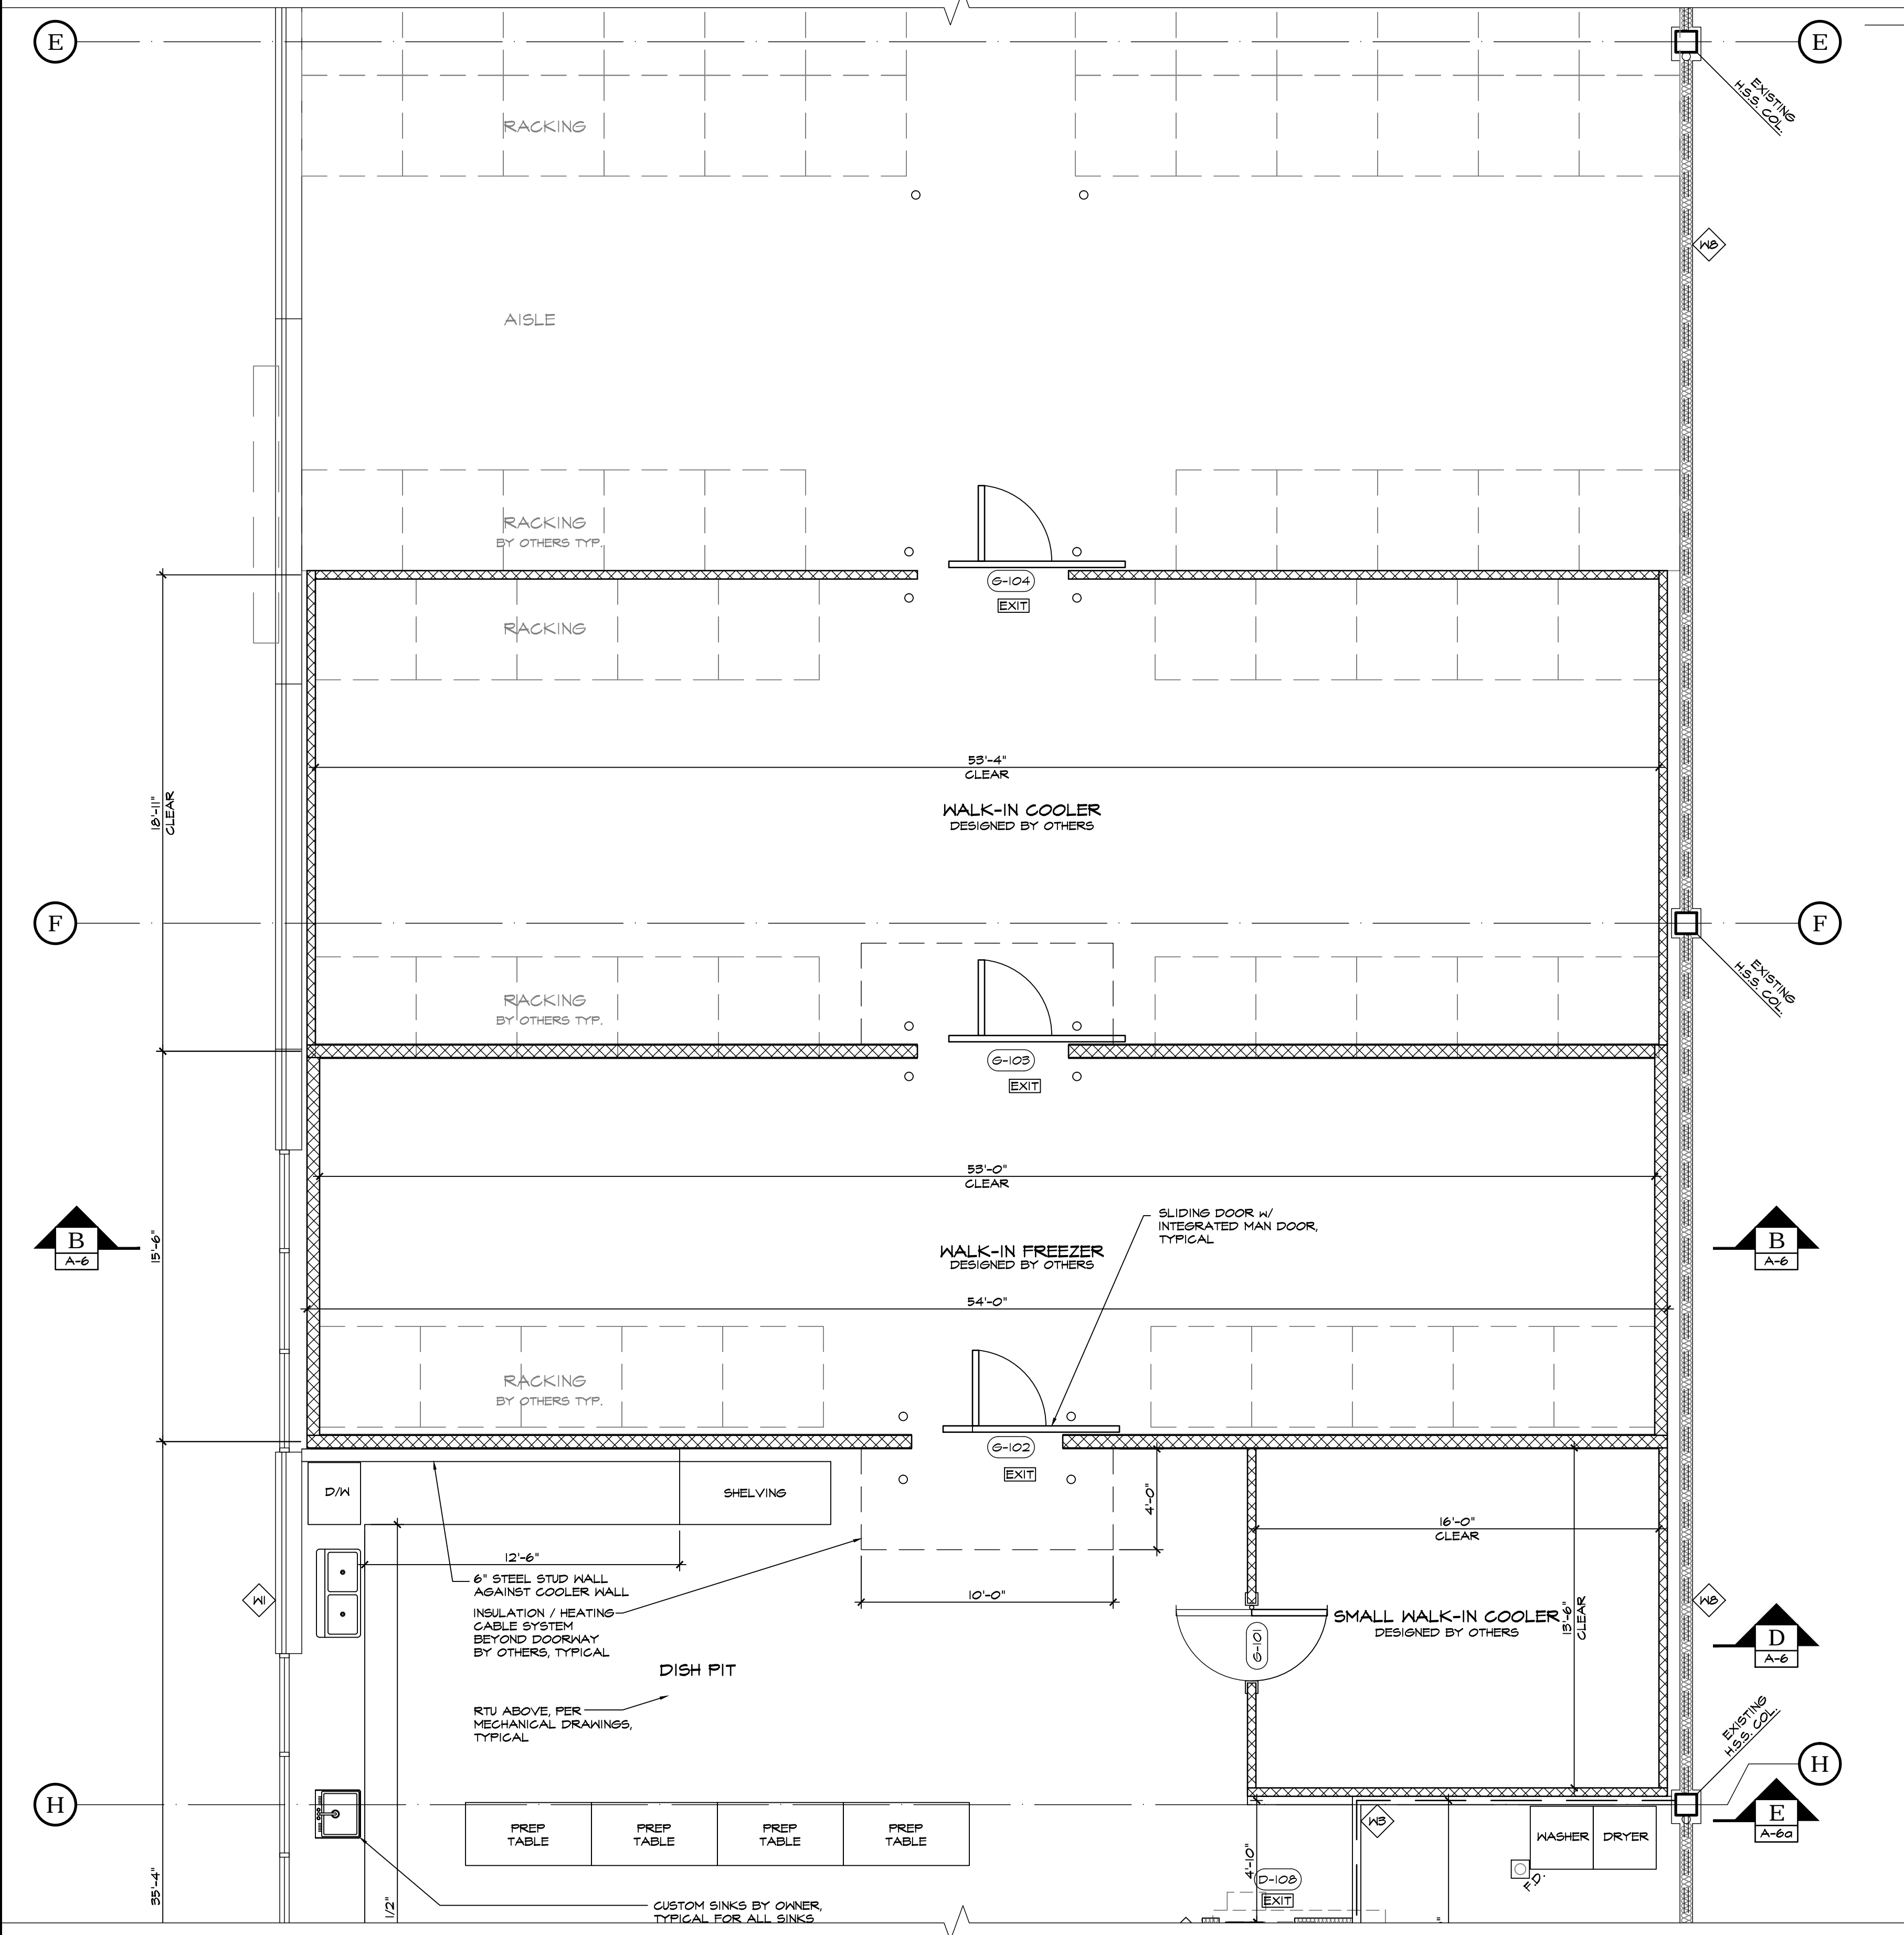 E
E
EXISTING
H.S.S. COL.
RACKING
W8
AISLE
RACKING
BY OTHERS TYP.
G-104
EXIT
RACKING
53'-4"
CLEAR
18'-11"
CLEAR
WALK-IN COOLER
DESIGNED BY OTHERS
F
F
EXISTING
H.S.S. COL.
RACKING
BY OTHERS TYP.
G-103
EXIT
53'-0"
CLEAR
SLIDING DOOR W/
INTEGRATED MAN DOOR,
TYPICAL
B
A-6
15'-6"
WALK-IN FREEZER
DESIGNED BY OTHERS
B
A-6
54'-0"
RACKING
BY OTHERS TYP.
G-102
EXIT
D/W
SHELVING
4'-0"
16'-0"
CLEAR
12'-6"
6" STEEL STUD WALL
AGAINST COOLER WALL
10'-0"
W1
INSULATION / HEATING
CABLE SYSTEM
BEYOND DOORWAY
BY OTHERS, TYPICAL
G-101
SMALL WALK-IN COOLER
DESIGNED BY OTHERS
13'-6"
CLEAR
W8
D
A-6
DISH PIT
RTU ABOVE, PER
MECHANICAL DRAWINGS,
TYPICAL
EXISTING
H.S.S. COL.
H
H
PREP
TABLE
PREP
TABLE
PREP
TABLE
PREP
TABLE
W3
WASHER
DRYER
E
A-6a
F.D.
4'-10"
D-108
EXIT
35'-4"
1/2"
CUSTOM SINKS BY OWNER,
TYPICAL FOR ALL SINKS